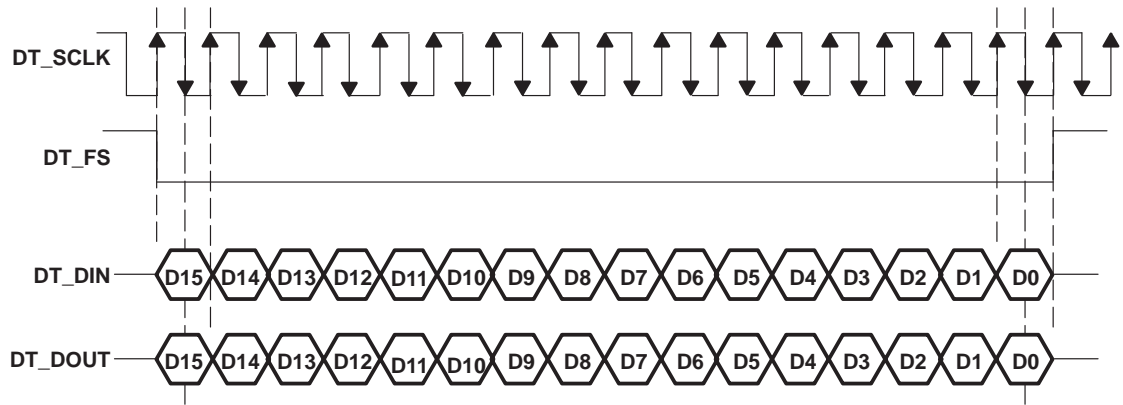 DT_SCLK
DT_FS
DT_DIN D15 D14 D13 D12 D11 D10 D9 D8 D7 D6 D5 D4 D3 D2 D1 D0
DT_DOUT D15 D14 D13 D12 D11 D10 D9 D8 D7 D6 D5 D4 D3 D2 D1 D0